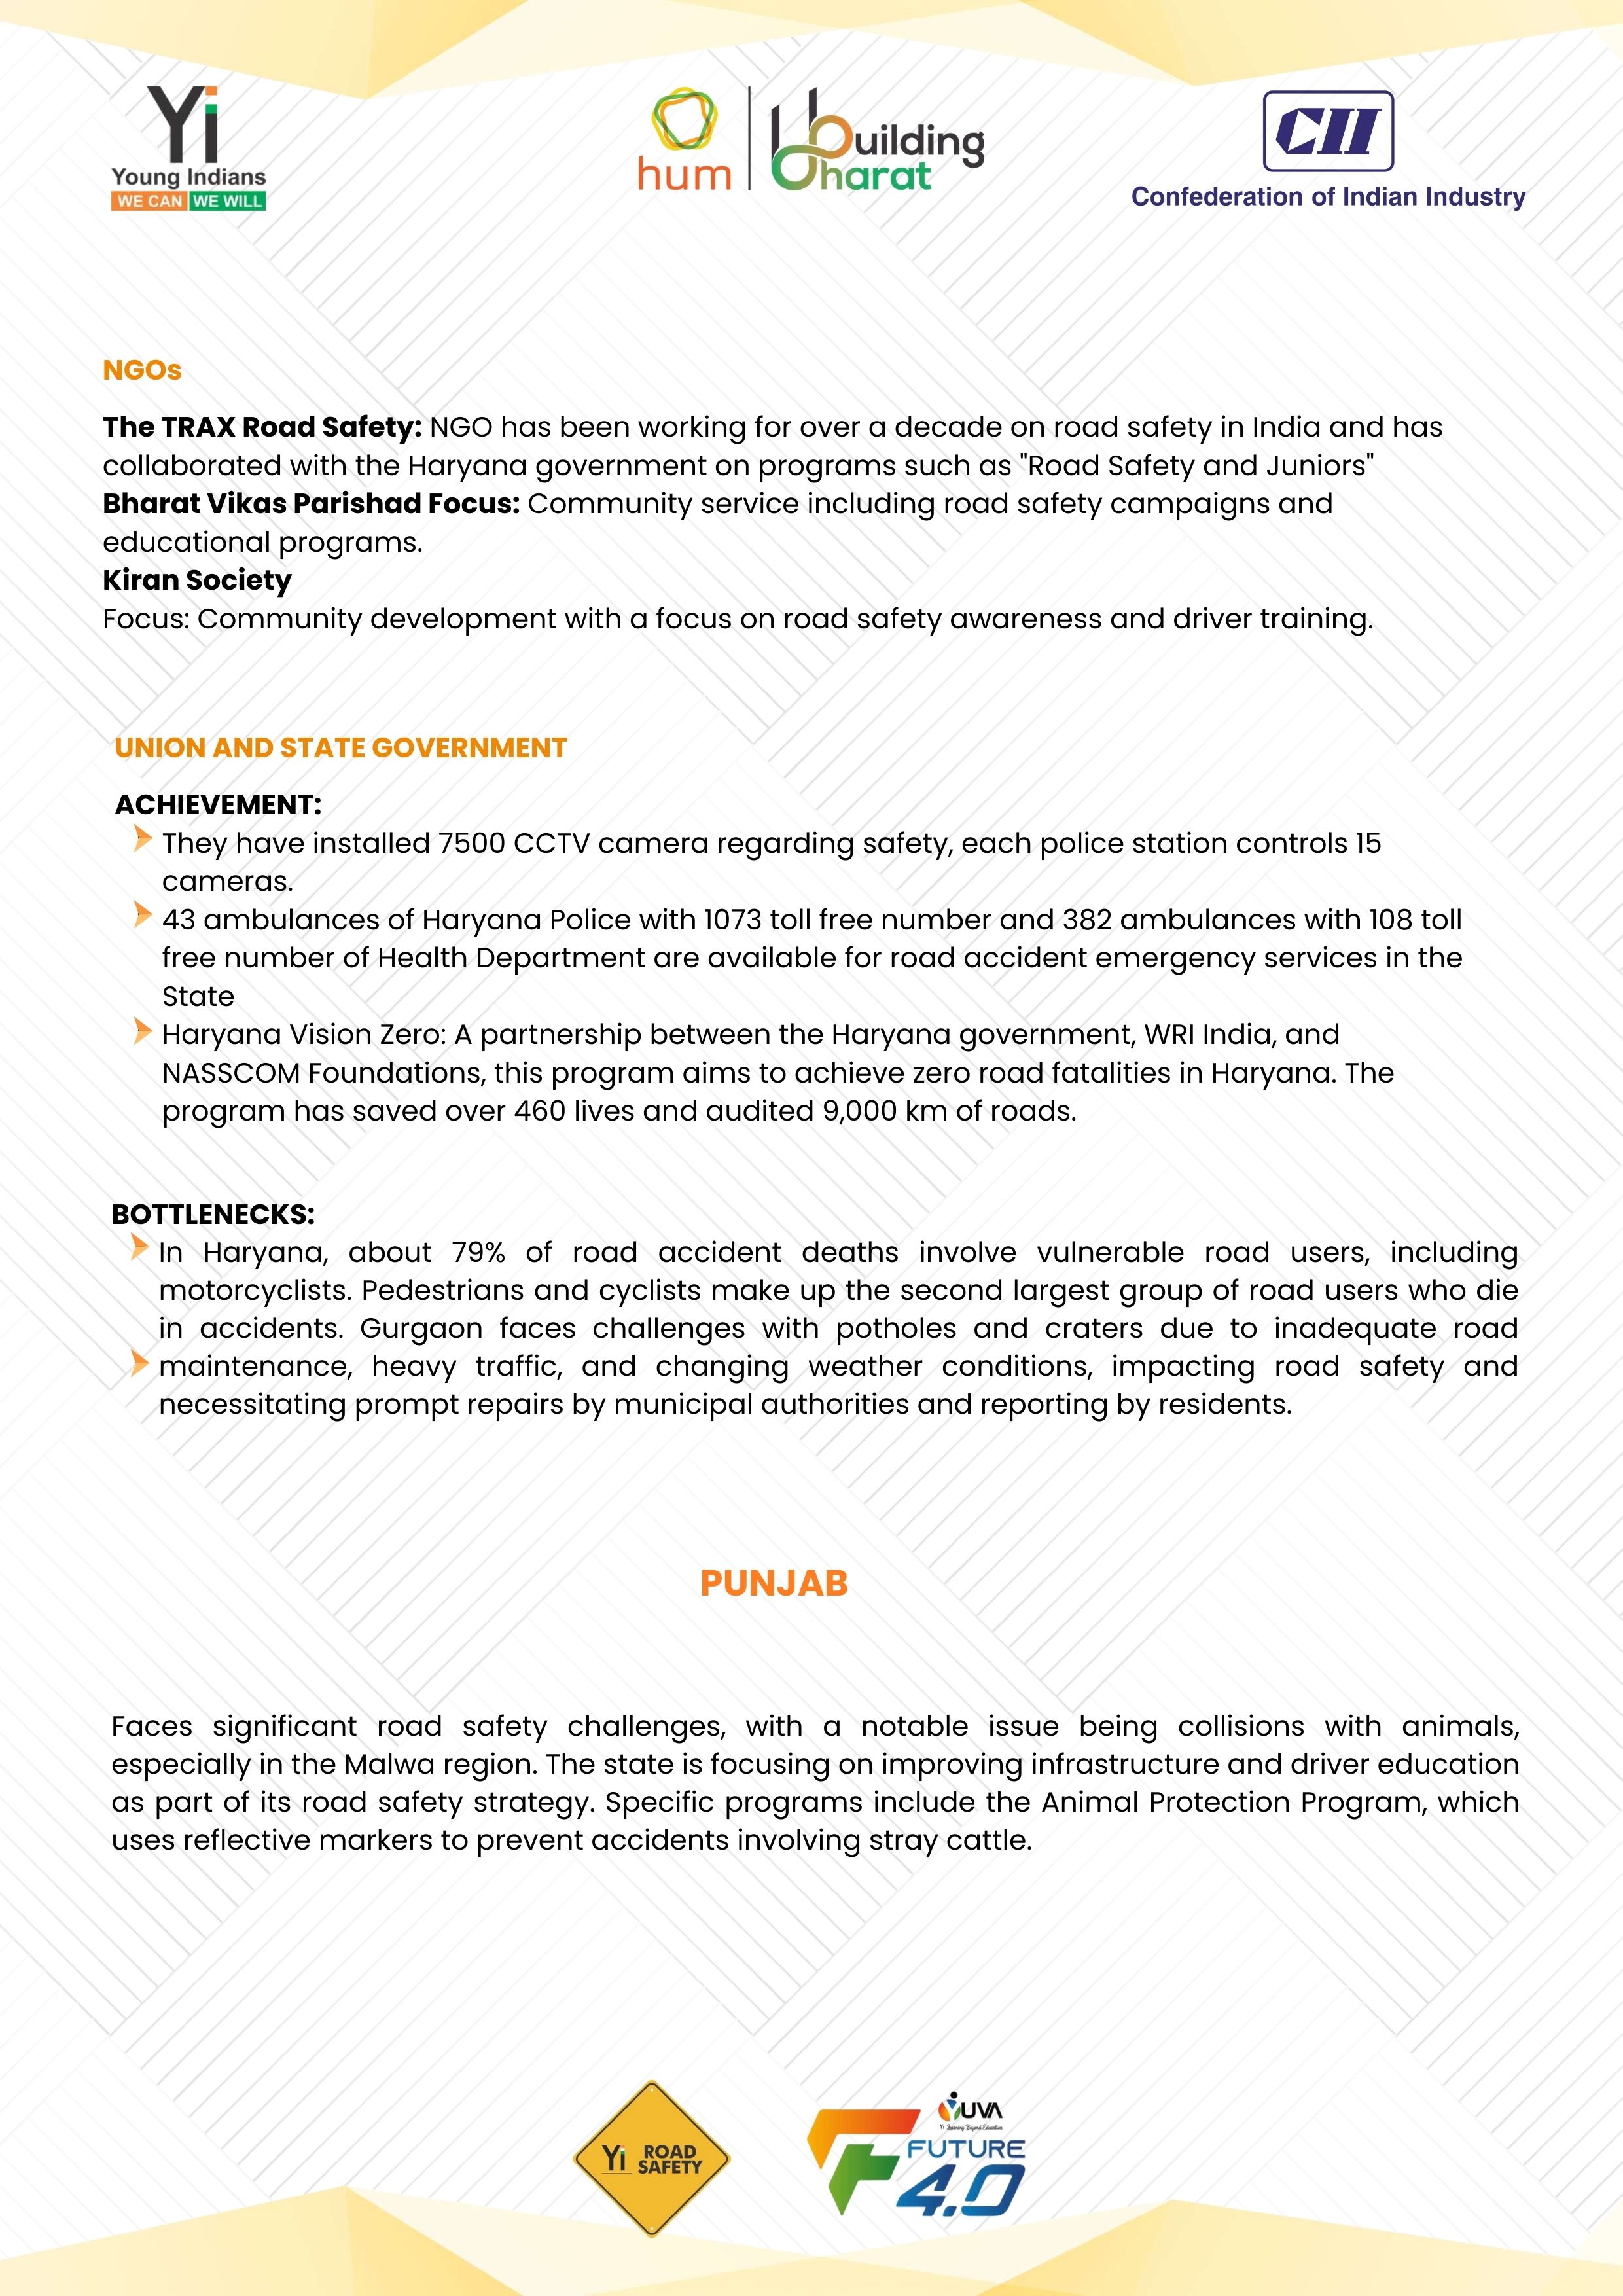 Yi
Young Indians
WE CAN WE WILL
hum
Building
Bharat
CII
Confederation of Indian Industry
NGOs
The TRAX Road Safety: NGO has been working for over a decade on road safety in India and has
collaborated with the Haryana government on programs such as "Road Safety and Juniors"
Bharat Vikas Parishad Focus: Community service including road safety campaigns and
educational programs.
Kiran Society
Focus: Community development with a focus on road safety awareness and driver training.
UNION AND STATE GOVERNMENT
ACHIEVEMENT:
They have installed 7500 CCTV camera regarding safety, each police station controls 15
cameras.
43 ambulances of Haryana Police with 1073 toll free number and 382 ambulances with 108 toll
free number of Health Department are available for road accident emergency services in the
State
Haryana Vision Zero: A partnership between the Haryana government, WRI India, and
NASSCOM Foundations, this program aims to achieve zero road fatalities in Haryana. The
program has saved over 460 lives and audited 9,000 km of roads.
BOTTLENECKS:
In Haryana, about 79% of road accident deaths involve vulnerable road users, including
motorcyclists. Pedestrians and cyclists make up the second largest group of road users who die
in accidents. Gurgaon faces challenges with potholes and craters due to inadequate road
maintenance, heavy traffic, and changing weather conditions, impacting road safety and
necessitating prompt repairs by municipal authorities and reporting by residents.
PUNJAB
Faces significant road safety challenges, with a notable issue being collisions with animals,
especially in the Malwa region. The state is focusing on improving infrastructure and driver education
as part of its road safety strategy. Specific programs include the Animal Protection Program, which
uses reflective markers to prevent accidents involving stray cattle.
Yi ROAD
SAFETY
YUVA
Yi Learning Beyond Education
FUTURE
4.0